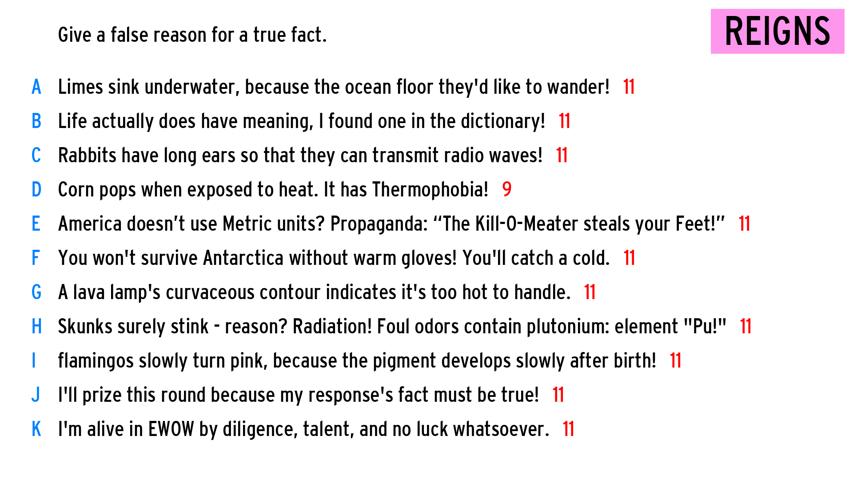 REIGNS
Give a false reason for a true fact.
A Limes sink underwater, because the ocean floor they'd like to wander! 11
B Life actually does have meaning, I found one in the dictionary! 11
C Rabbits have long ears so that they can transmit radio waves! 11
D Corn pops when exposed to heat. It has Thermophobia! 9
E America doesn’t use Metric units? Propaganda: “The Kill-O-Meater steals your Feet!” 11
F You won't survive Antarctica without warm gloves! You'll catch a cold. 11
G A lava lamp's curvaceous contour indicates it's too hot to handle. 11
H Skunks surely stink - reason? Radiation! Foul odors contain plutonium: element "Pu!" 11
I flamingos slowly turn pink, because the pigment develops slowly after birth! 11
J I'll prize this round because my response's fact must be true! 11
K I'm alive in EWOW by diligence, talent, and no luck whatsoever. 11